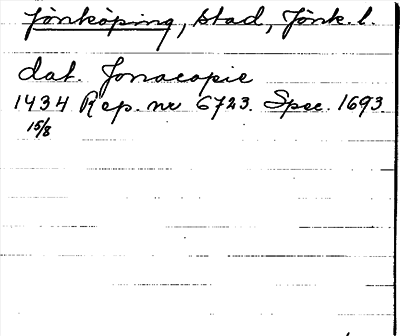 Jönköping, stad, Jönk. l.
dat. Jonacopie
1434 Rep. nr 6723. Spec. 1693
15/8